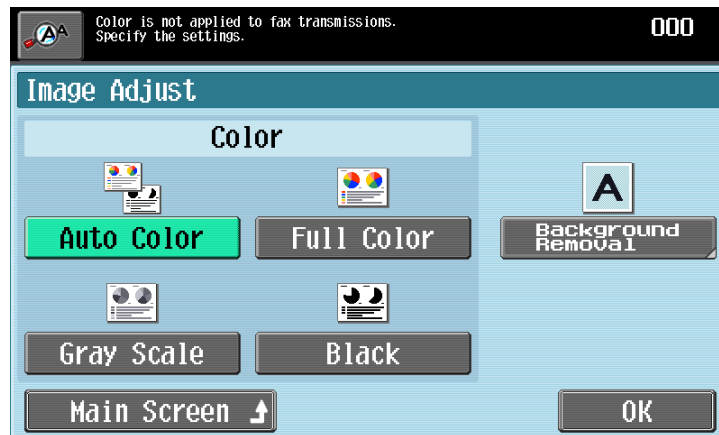 Color is not applied to fax transmissions.
Specify the settings.
000
Image Adjust
Color
Auto Color
Full Color
Background
Removal
Gray Scale
Black
Main Screen
OK